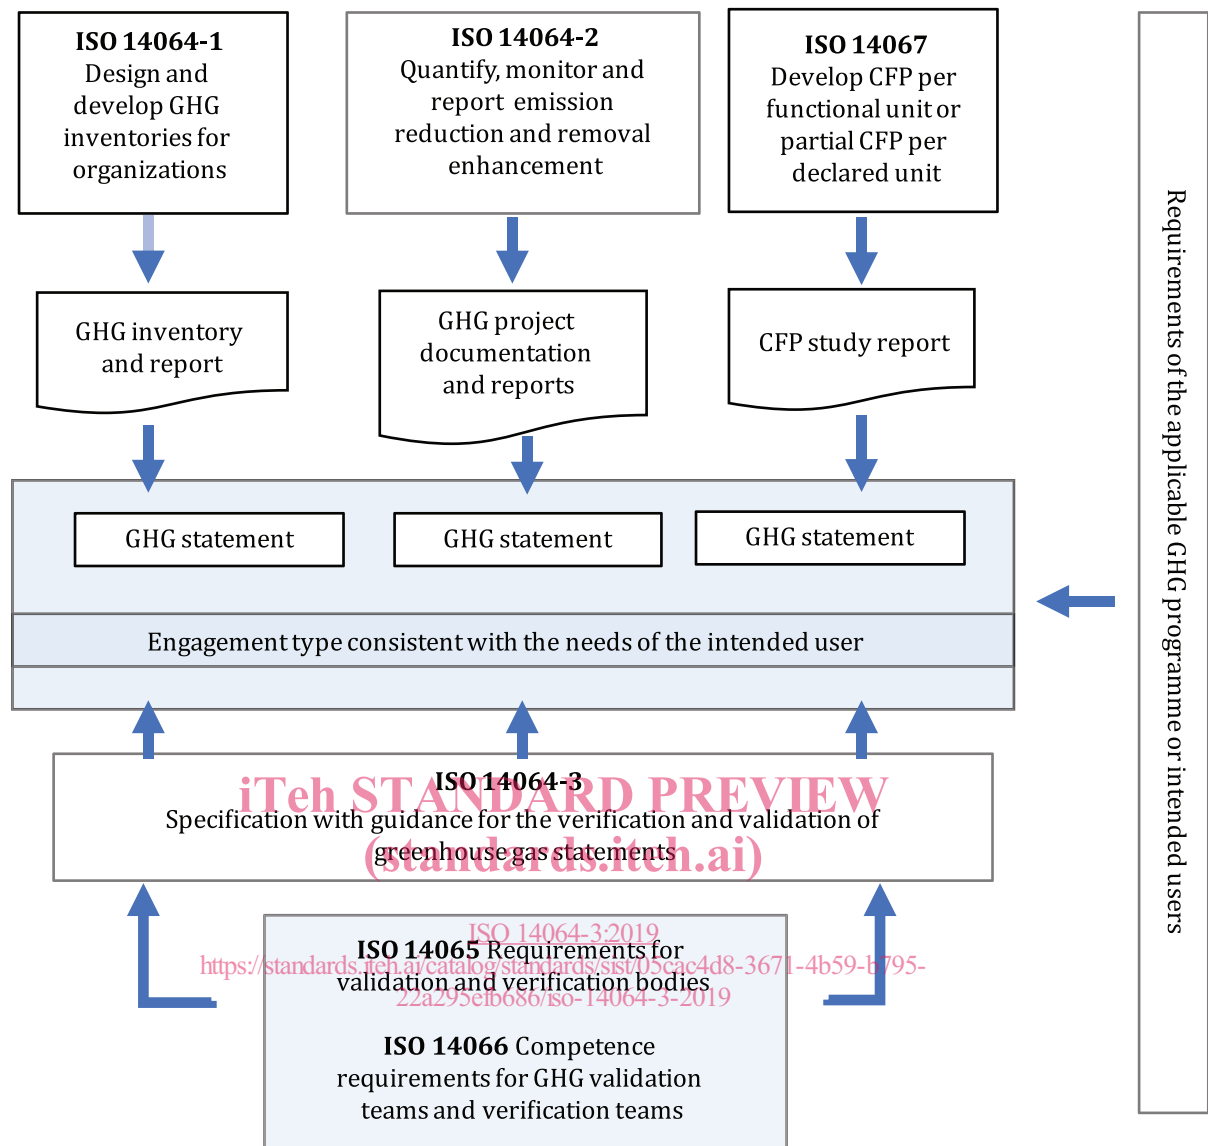 ISO 14064-1
Design and
develop GHG
inventories for
organizations
ISO 14064-2
Quantify, monitor and
report emission
reduction and removal
enhancement
ISO 14067
Develop CFP per
functional unit or
partial CFP per
declared unit
GHG inventory
and report
GHG project
documentation
and reports
CFP study report
GHG statement
GHG statement
GHG statement
Engagement type consistent with the needs of the intended user
ISO 14064-3
iTeh STANDARD PREVIEW
Specification with guidance for the verification and validation of
greenhouse gas statements
(standards.iteh.ai)
ISO 14064-3:2019
ISO 14065 Requirements for
https://standards.iteh.ai/catalog/standards/sist/05cac4d8-3671-4b59-b795-
validation and verification bodies
22a295efb686/iso-14064-3-2019
ISO 14066 Competence
requirements for GHG validation
teams and verification teams
Requirements of the applicable GHG programme or intended users